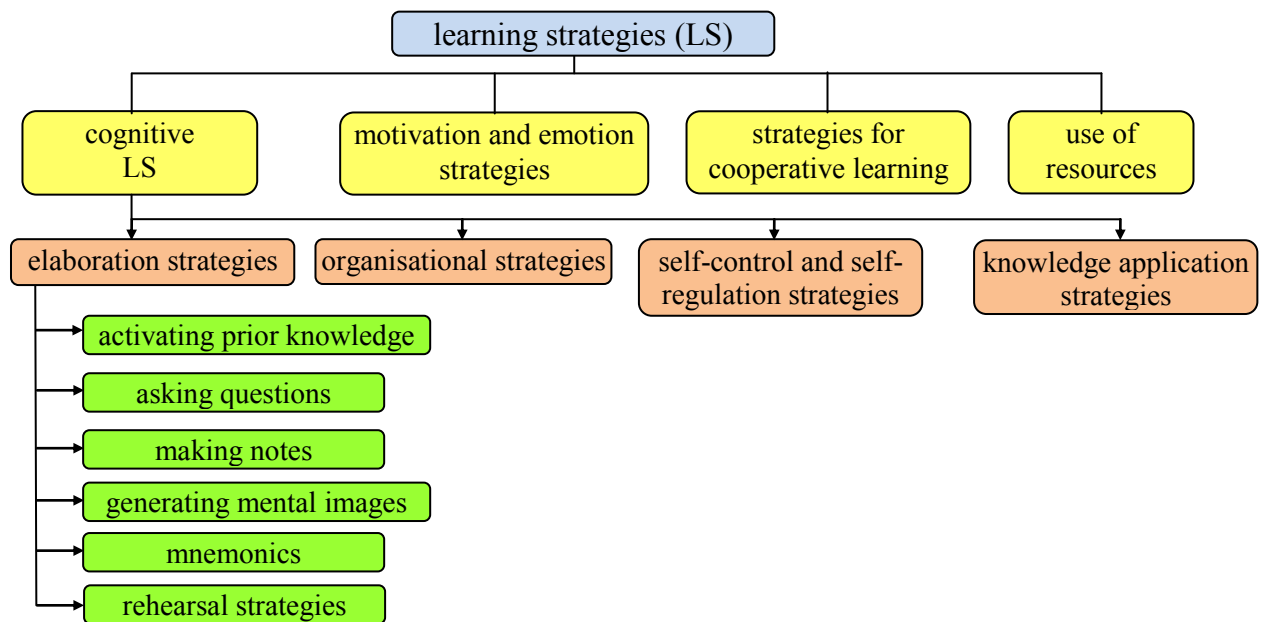 learning strategies (LS)
cognitive
LS
motivation and emotion
strategies
strategies for
cooperative learning
use of
resources
elaboration strategies
organisational strategies
self-control and self-
regulation strategies
knowledge application
strategies
activating prior knowledge
asking questions
making notes
generating mental images
mnemonics
rehearsal strategies